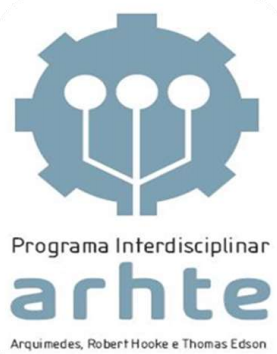 Programa Interdisciplinar
arhte
Arquimedes, Robert Hooke e Thomas Edson